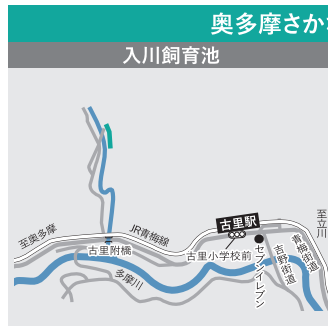 奥多摩さか
入川飼育池
至奥多摩
古里附橋
JR青梅線
古里駅
古里小学校前
セブンイレブン
多摩川
吉野街道
青梅街道
至立川